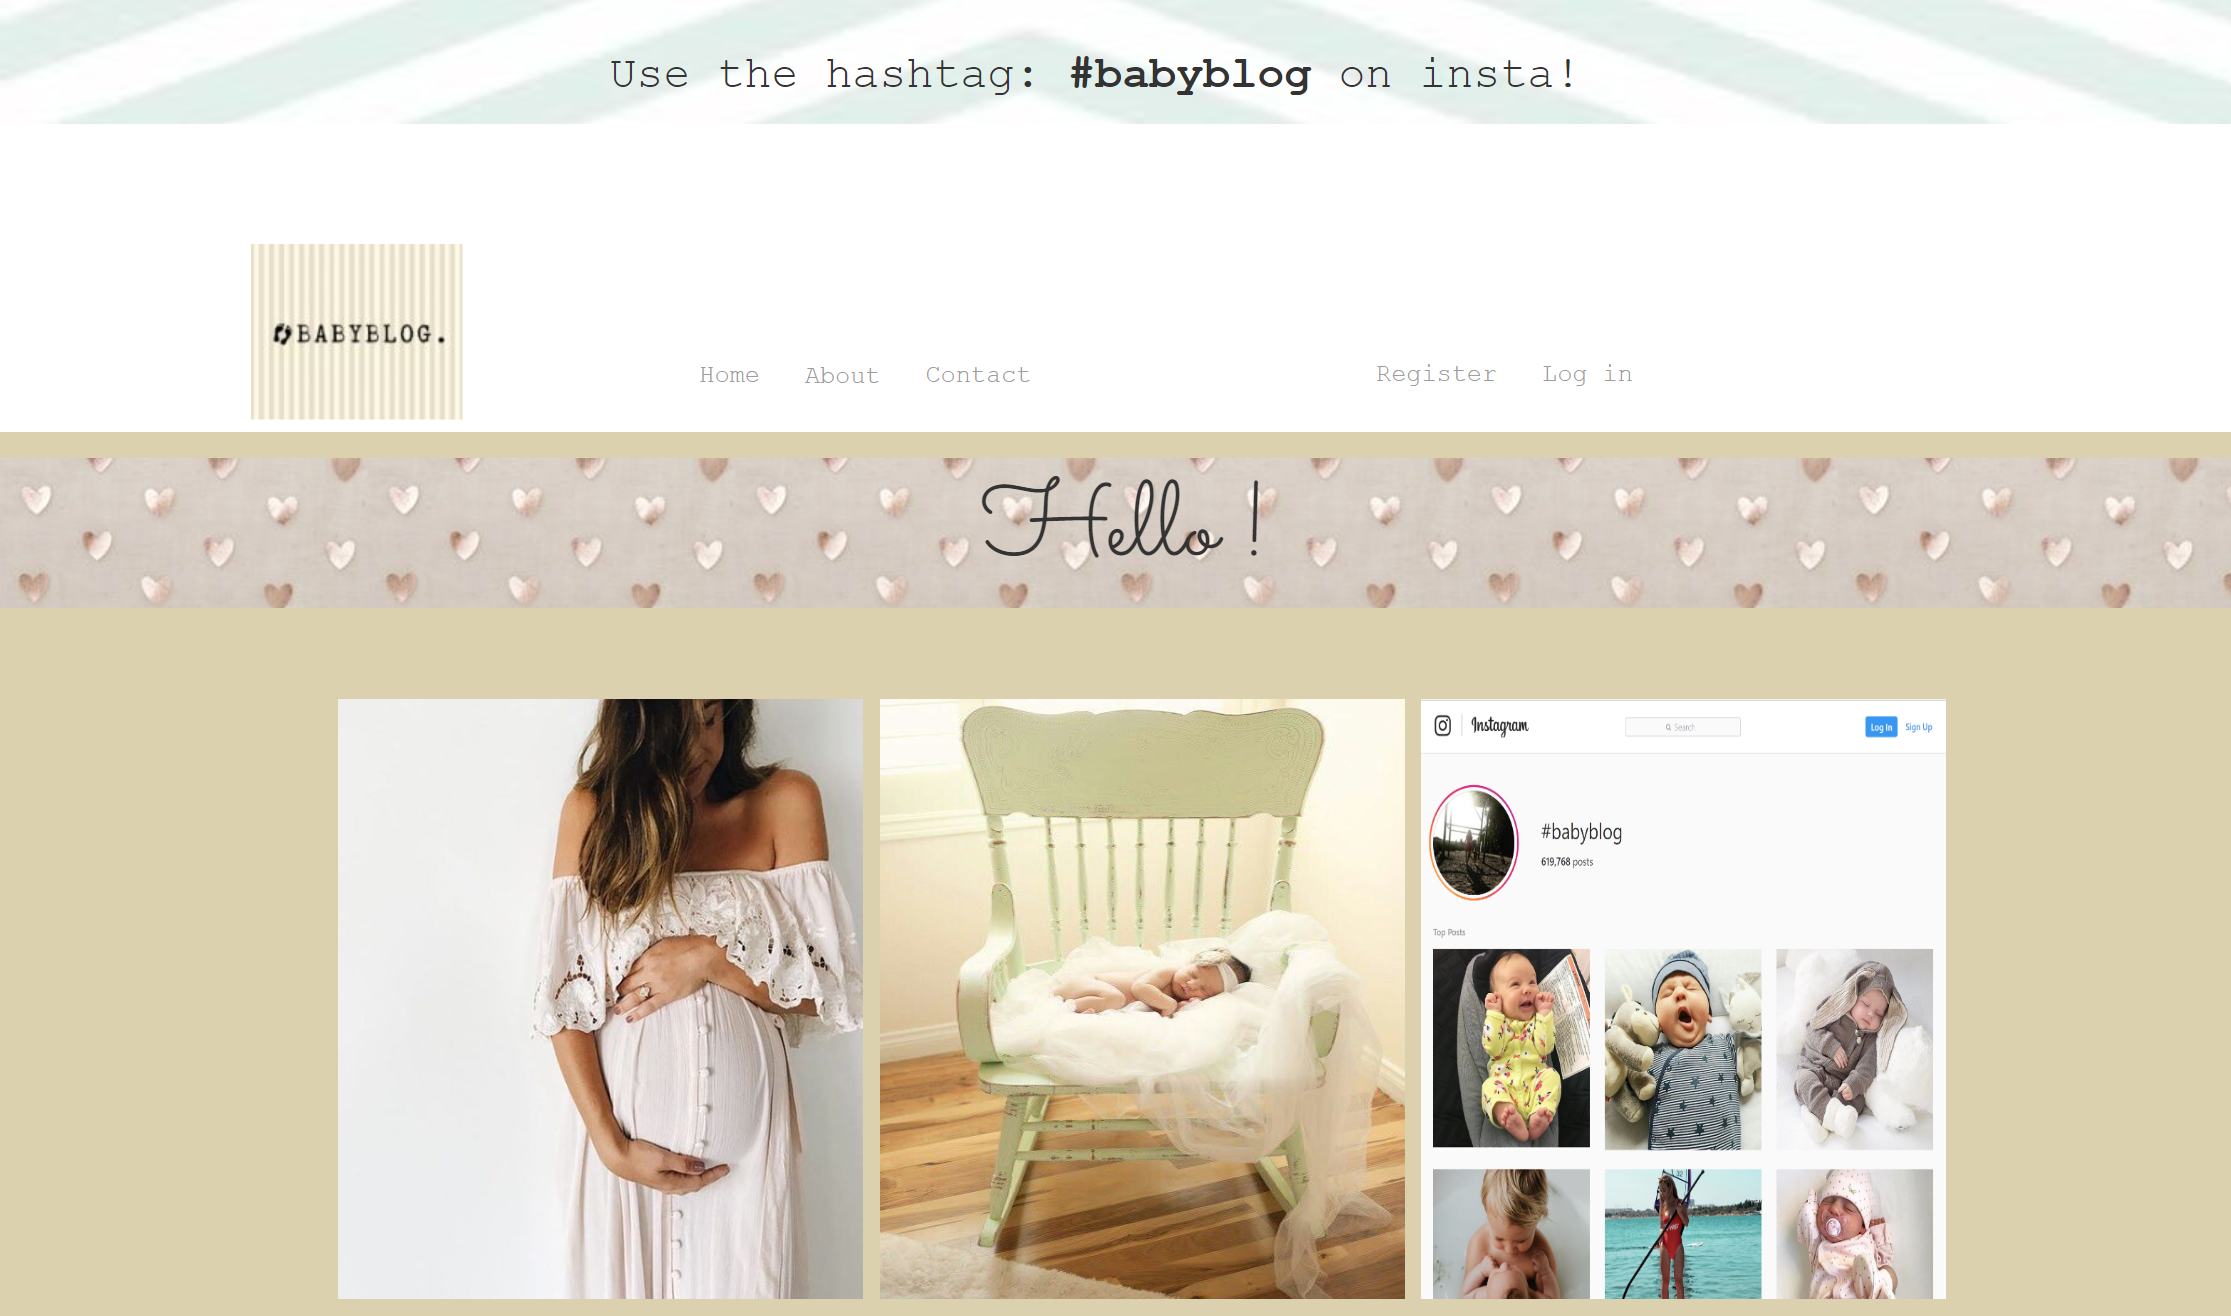 Use the hashtag: #babyblog on insta!
BABYBLOG.
Home About Contact Register Log in
Hello!
Instagram Search Log In Sign Up
#babyblog
619,768 posts
Top Posts